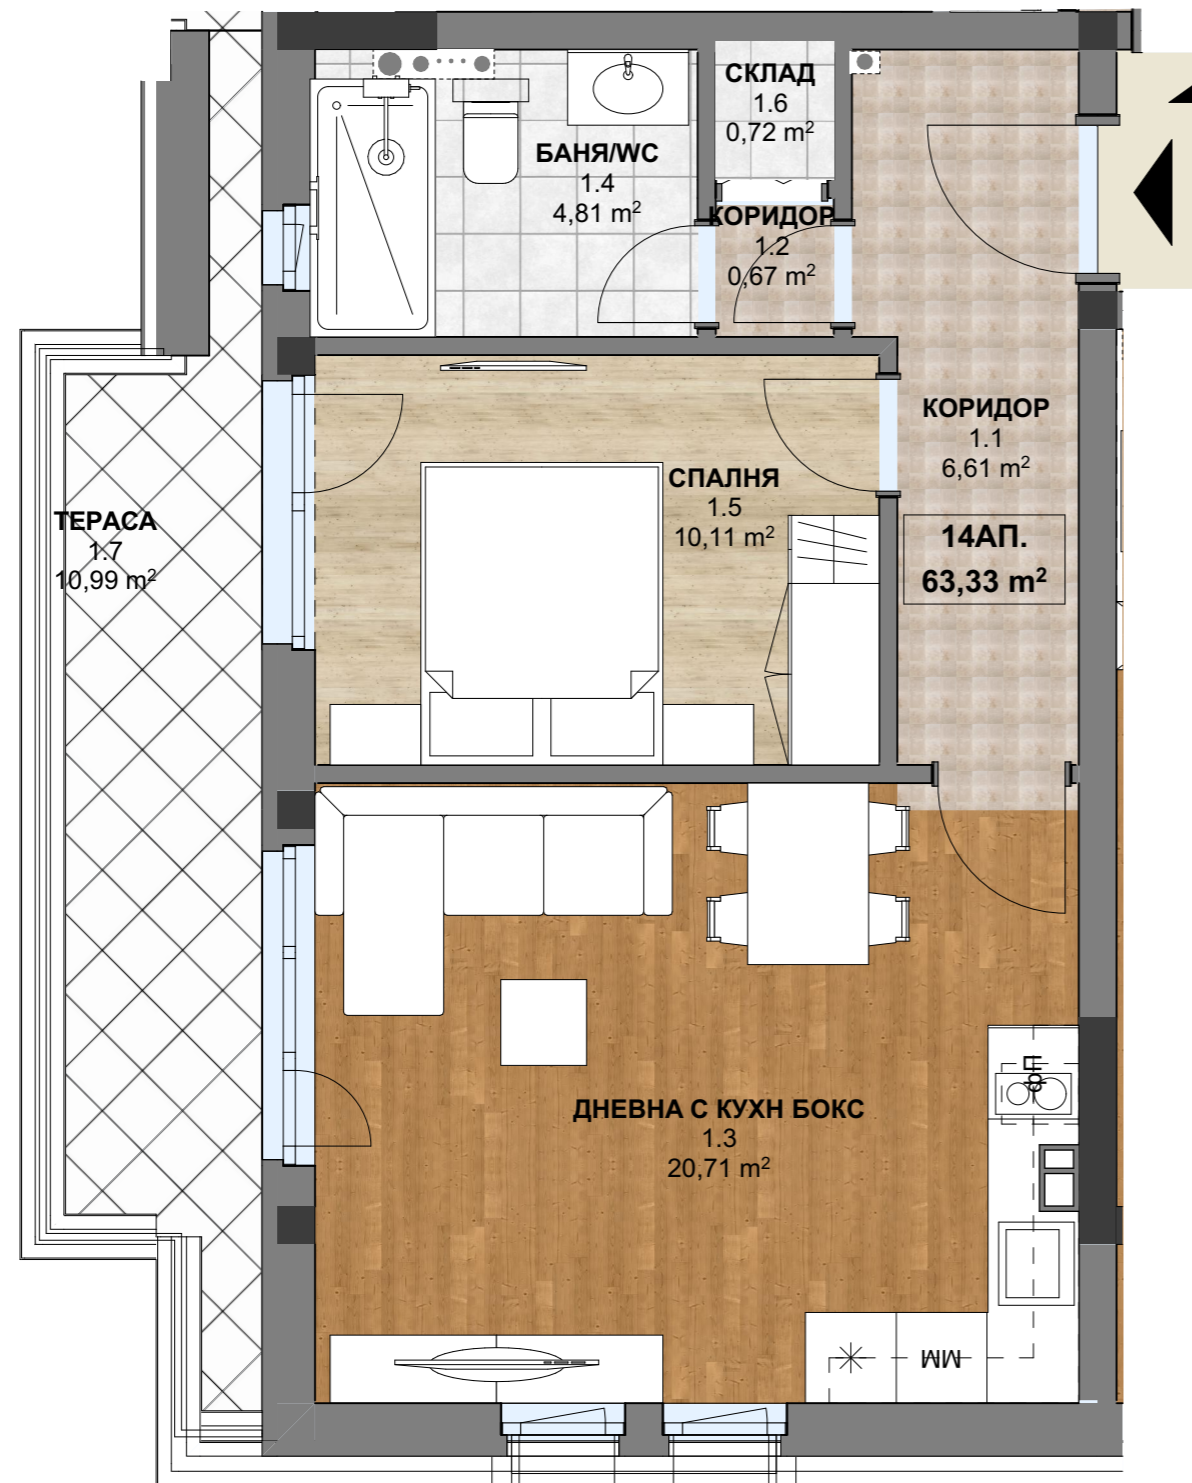 СКЛАД
1.6
0,72 m²
БАНЯ/WC
1.4
4,81 m²
КОРИДОР
1.2
0,67 m²
КОРИДОР
1.1
6,61 m²
СПАЛНЯ
1.5
10,11 m²
ТЕРАСА
1.7
10,99 m²
14АП.
63,33 m²
ДНЕВНА С КУХН БОКС
1.3
20,71 m²
ММ